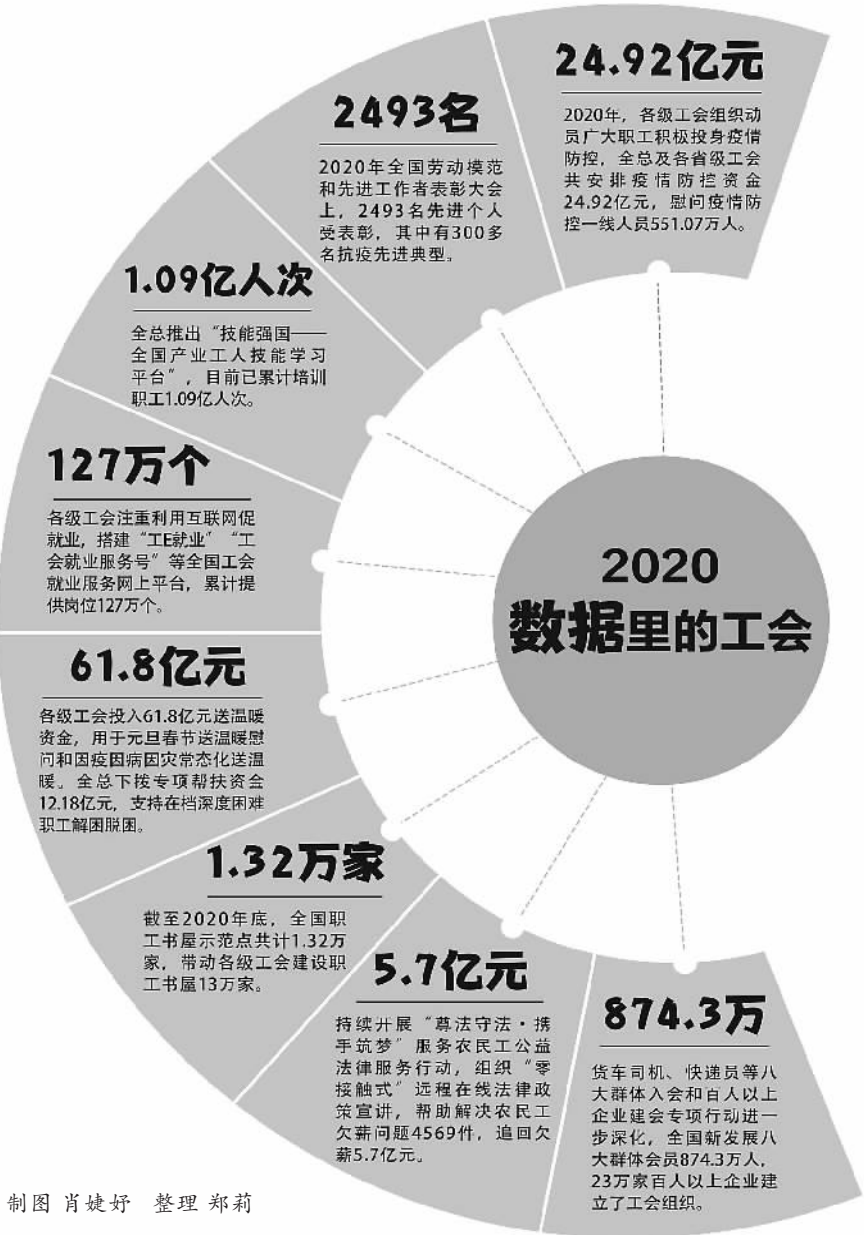 24.92亿元
2020年，各级工会组织动
员广大职工积极投身疫情
防控，全总及各省级工会
共安排疫情防控资金
24.92亿元，慰问疫情防
控一线人员551.07万人。
2493名
2020年全国劳动模范
和先进工作者表彰大会
上，2493名先进个人
受表彰，其中有300多
名抗疫先进典型。
1.09亿人次
全总推出“技能强国——
全国产业工人技能学习
平台”，目前已累计培训
职工1.09亿人次。
127万个
各级工会注重利用互联网促
就业，搭建“工E就业”“工
会就业服务号”等全国工会
就业服务网上平台，累计提
供岗位127万个。
61.8亿元
各级工会投入61.8亿元送温暖
资金，用于元旦春节送温暖慰
问和因疫因病因灾常态化送温
暖。全总下拨专项帮扶资金
12.18亿元，支持在档深度困难
职工解困脱困。
1.32万家
截至2020年底，全国职
工书屋示范点共计1.32万
家，带动各级工会建设职
工书屋13万家。
5.7亿元
持续开展“尊法守法·携
手筑梦”服务农民工公益
法律服务行动，组织“零
接触式”远程在线法律政
策宣讲，帮助解决农民工
欠薪问题4569件，追回欠
薪5.7亿元。
874.3万
货车司机、快递员等八
大群体入会和百人以上
企业建会专项行动进一
步深化，全国新发展八
大群体会员874.3万人，
23万家百人以上企业建
立了工会组织。
2020
数据里的工会
制图 肖婕妤 整理 郑莉